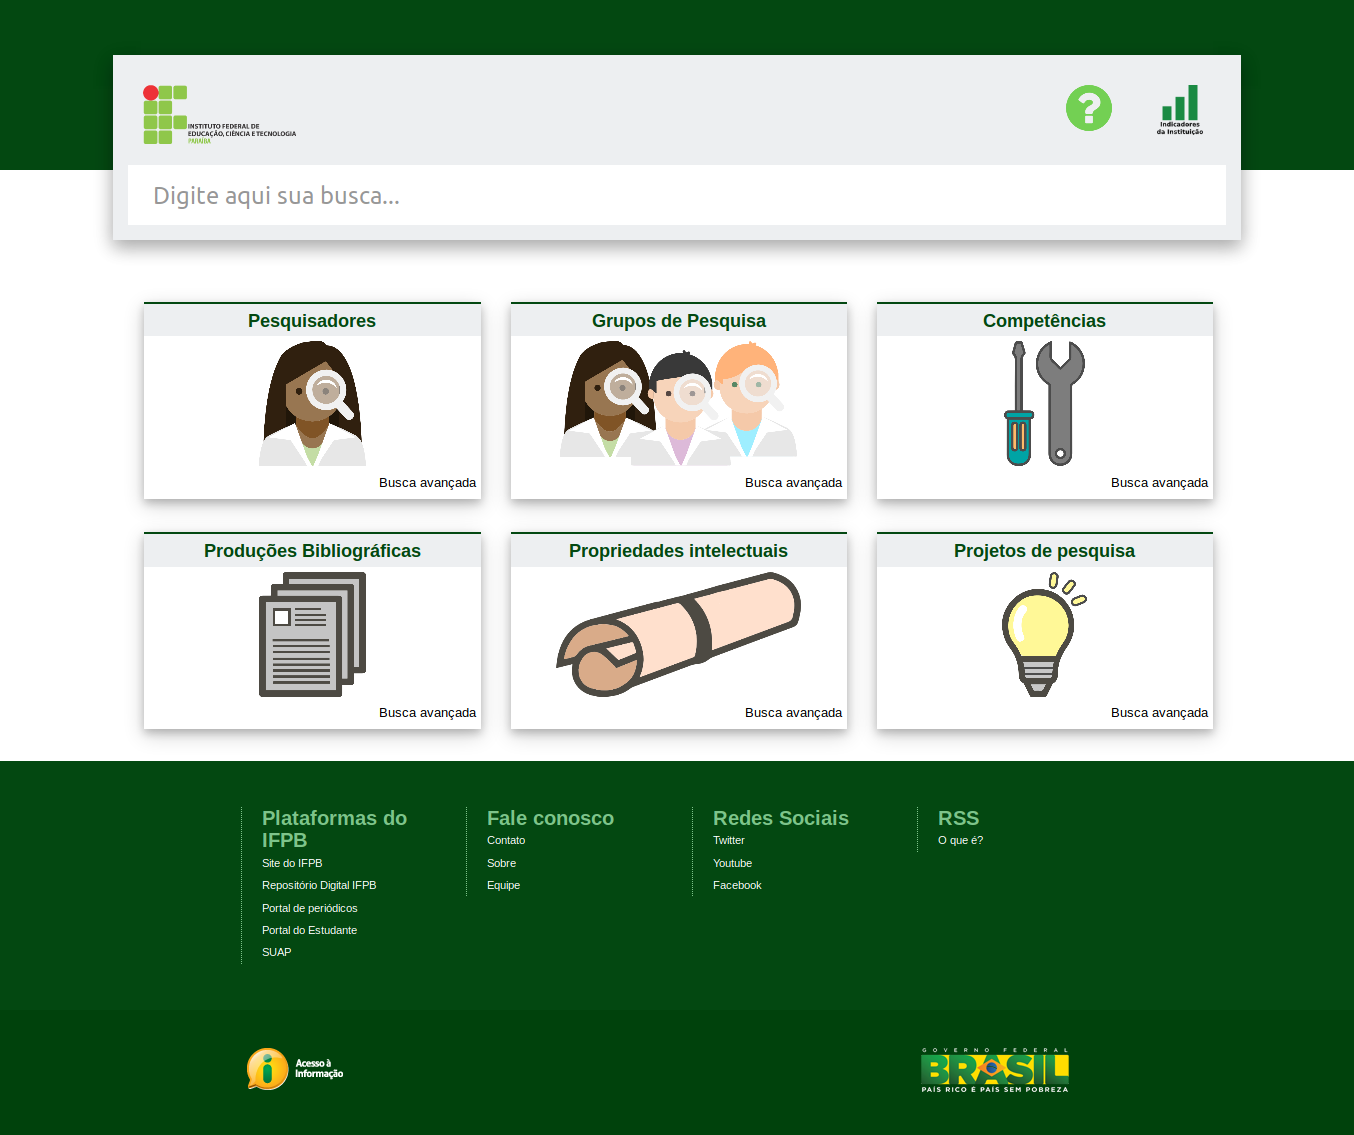 INSTITUTO FEDERAL DE
EDUCAÇÃO, CIÊNCIA E TECNOLOGIA
PARAÍBA
Indicadores
da Instituição
Digite aqui sua busca...
Pesquisadores
Busca avançada
Grupos de Pesquisa
Busca avançada
Competências
Busca avançada
Produções Bibliográficas
Busca avançada
Propriedades intelectuais
Busca avançada
Projetos de pesquisa
Busca avançada
Plataformas do
IFPB
Site do IFPB
Repositório Digital IFPB
Portal de periódicos
Portal do Estudante
SUAP
Fale conosco
Contato
Sobre
Equipe
Redes Sociais
Twitter
Youtube
Facebook
RSS
O que é?
Acesso à
Informação
GOVERNO FEDERAL
BRASIL
PAÍS RICO É PAÍS SEM POBREZA